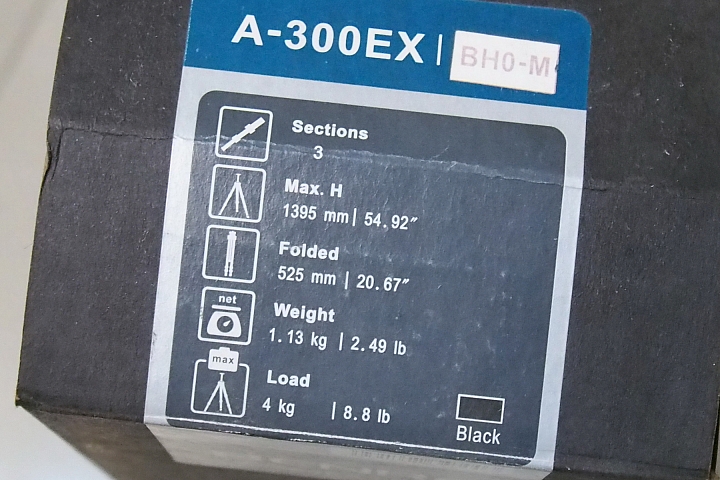 A-300EX | BH0-M
Sections
3
Max. H
1395 mm | 54.92″
Folded
525 mm | 20.67″
net
Weight
1.13 kg | 2.49 lb
max
Load
4 kg | 8.8 lb
Black